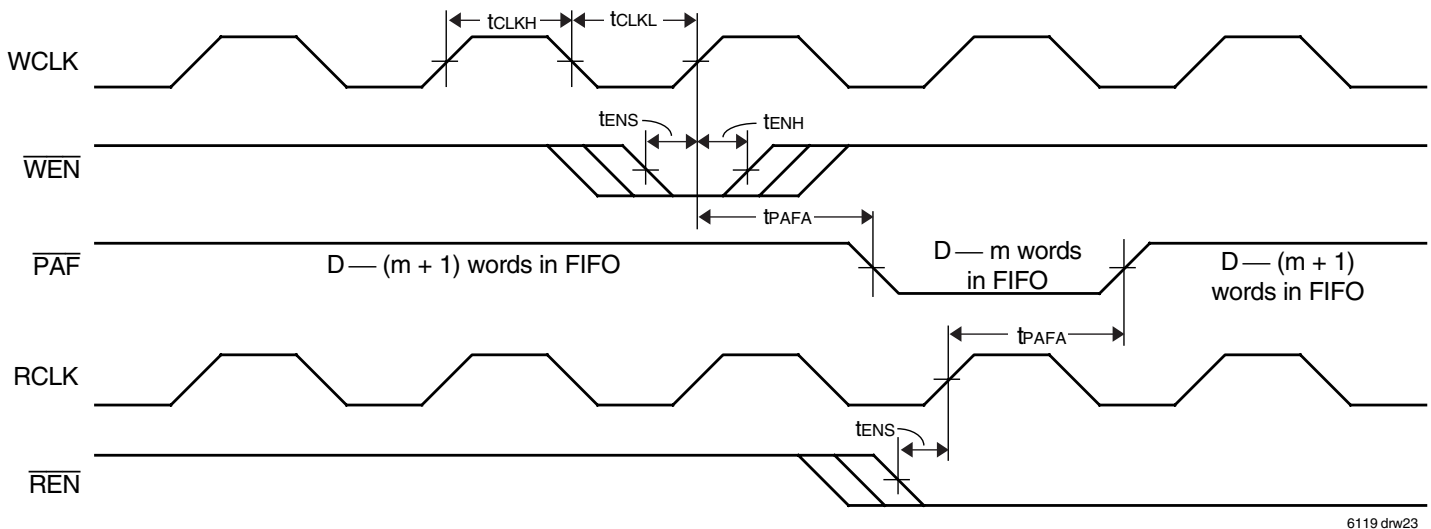 tCLKH
tCLKL
WCLK
tENS
tENH
WEN
tPAFA
PAF
D — (m + 1) words in FIFO
D — m words
in FIFO
D — (m + 1)
words in FIFO
tPAFA
RCLK
tENS
REN
6119 drw23